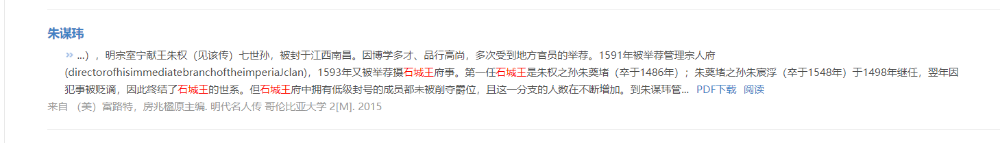 朱谋玮
» ...），明宗室宁献王朱权（见该传）七世孙，被封于江西南昌。因博学多才、品行高尚，多次受到地方官员的举荐。1591年被举荐管理宗人府
(directorofhisimmediatebranchoftheimperiaJclan)，1593年又被举荐摄石城王府事。第一任石城王是朱权之孙朱奠堵（卒于1486年）；朱奠堵之孙朱宸浮（卒于1548年）于1498年继任，翌年因
犯事被贬谪，因此终结了石城王的世系。但石城王府中拥有低级封号的成员都未被削夺爵位，且这一分支的人数在不断增加。到朱谋玮管... PDF下载 阅读
来自 （美）富路特，房兆楹原主编. 明代名人传 哥伦比亚大学 2[M]. 2015